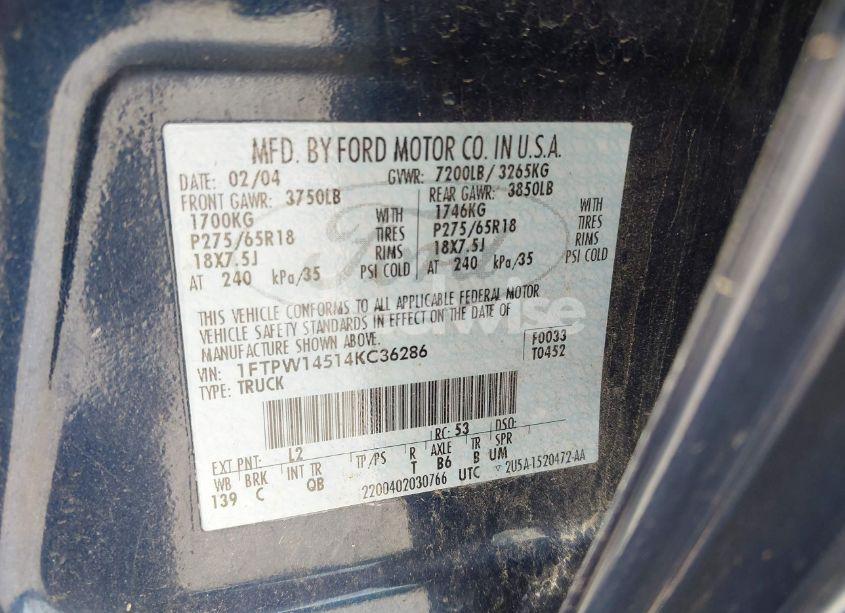 MFD. BY FORD MOTOR CO. IN U.S.A.
DATE: 02/04 GVWR: 7200LB / 3265KG
FRONT GAWR: 3750LB REAR GAWR: 3850LB
1700KG WITH 1746KG WITH
P275/65R18 TIRES P275/65R18 TIRES
18X7.5J RIMS 18X7.5J RIMS
AT 240 kPa/35 PSI COLD AT 240 kPa/35 PSI COLD
THIS VEHICLE CONFORMS TO ALL APPLICABLE FEDERAL MOTOR
VEHICLE SAFETY STANDARDS IN EFFECT ON THE DATE OF
MANUFACTURE SHOWN ABOVE.
VIN: 1FTPW14514KC36286 F0033
TYPE: TRUCK T0452
EXT PNT: L2 RC: 53 DSO:
WB BRK INT TR TP/PS R AXLE TR SPR
139 C QB T B6 B UM
2200402030766 UTC 2U5A-1520472-AA
Ford